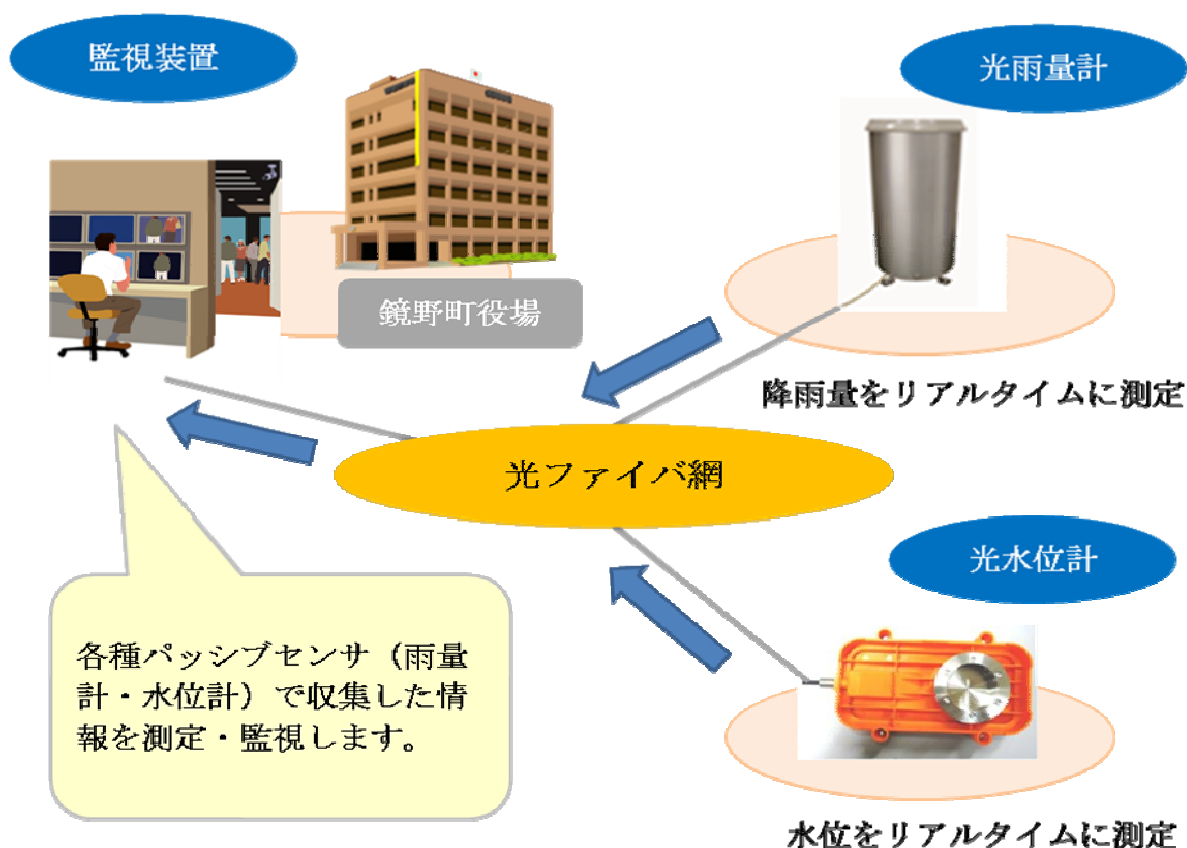 監視装置
光雨量計
鏡野町役場
降雨量をリアルタイムに測定
光ファイバ網
光水位計
各種パッシブセンサ（雨量
計・水位計）で収集した情
報を測定・監視します。
水位をリアルタイムに測定